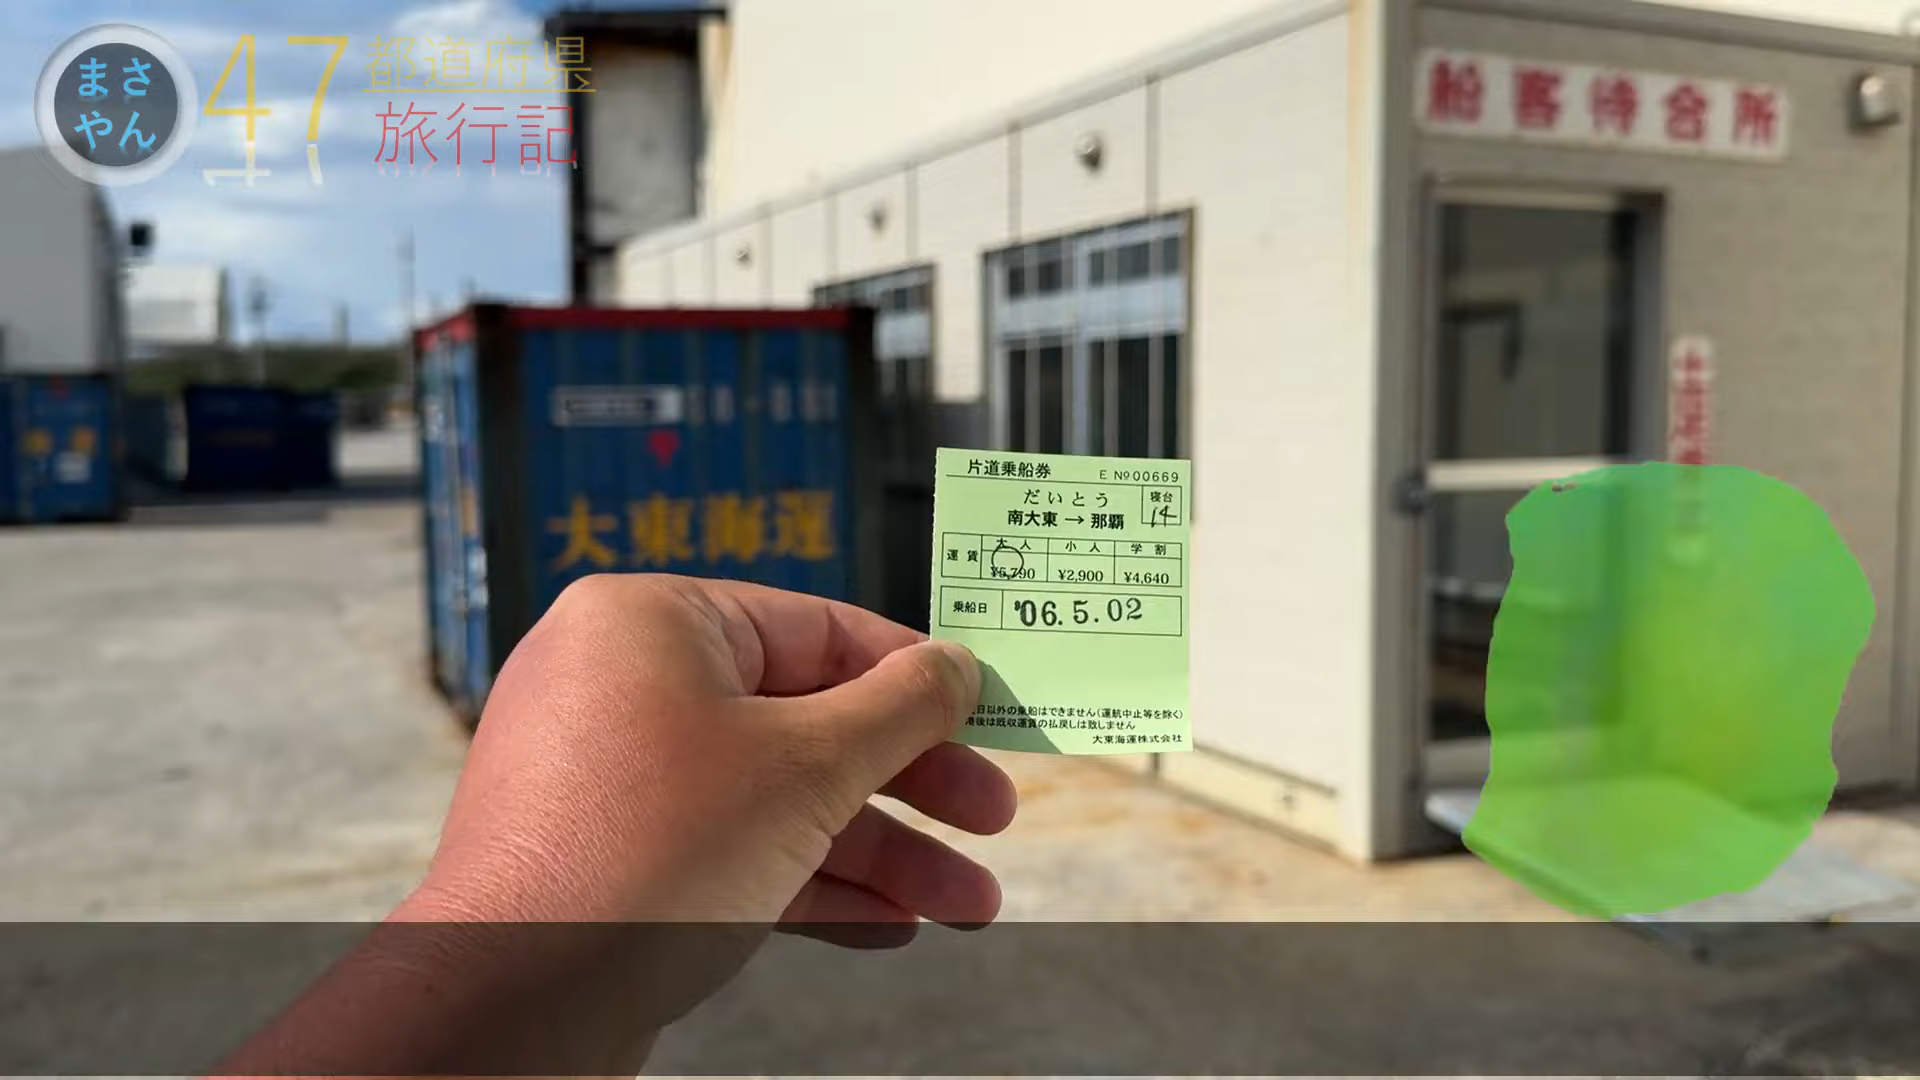 まさ
やん
47
都道府県
旅行記
船客待合所
大東海運
片道乗船券
E №00669
だいとう
寝台
14
南大東→那覇
運賃
大人
小人
学割
¥5,790
¥2,900
¥4,640
乗船日
'06.5.02
日以外の乗船はできません(運航中止等を除く)
港後は既収運賃の払戻しは致しません
大東海運株式会社